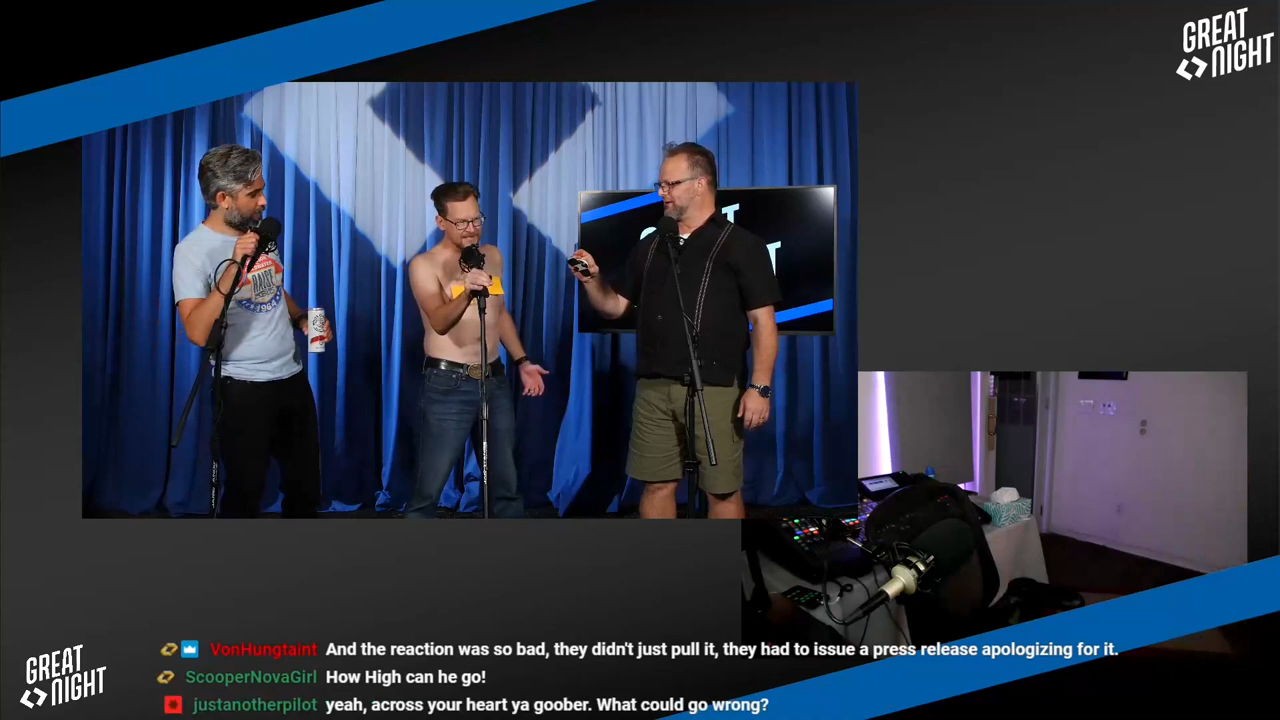 GREAT
NIGHT
RAISE
1964
GREAT
NIGHT
VonHungtaint And the reaction was so bad, they didn't just pull it, they had to issue a press release apologizing for it.
ScooperNovaGirl How High can he go!
justanotherpilot yeah, across your heart ya goober. What could go wrong?